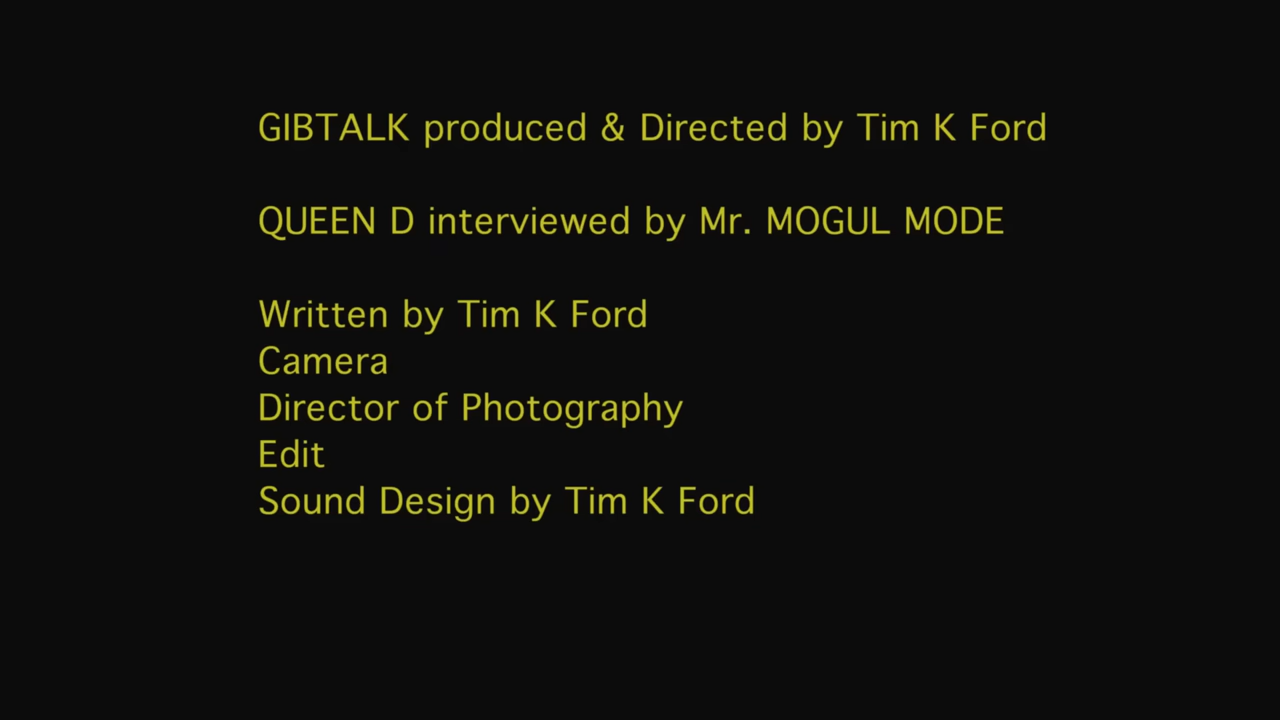 GIBTALK produced & Directed by Tim K Ford
QUEEN D interviewed by Mr. MOGUL MODE
Written by Tim K Ford
Camera
Director of Photography
Edit
Sound Design by Tim K Ford